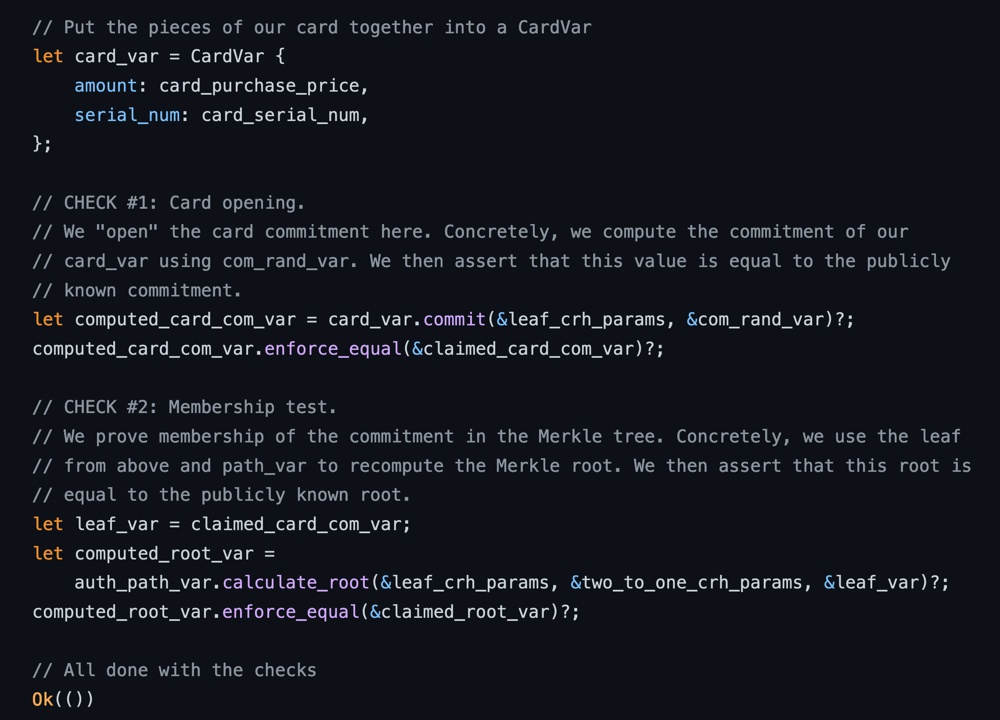 // Put the pieces of our card together into a CardVar
let card_var = CardVar {
    amount: card_purchase_price,
    serial_num: card_serial_num,
};
// CHECK #1: Card opening.
// We "open" the card commitment here. Concretely, we compute the commitment of our
// card_var using com_rand_var. We then assert that this value is equal to the publicly
// known commitment.
let computed_card_com_var = card_var.commit(&leaf_crh_params, &com_rand_var)?;
computed_card_com_var.enforce_equal(&claimed_card_com_var)?;
// CHECK #2: Membership test.
// We prove membership of the commitment in the Merkle tree. Concretely, we use the leaf
// from above and path_var to recompute the Merkle root. We then assert that this root is
// equal to the publicly known root.
let leaf_var = claimed_card_com_var;
let computed_root_var =
    auth_path_var.calculate_root(&leaf_crh_params, &two_to_one_crh_params, &leaf_var)?;
computed_root_var.enforce_equal(&claimed_root_var)?;
// All done with the checks
Ok(())